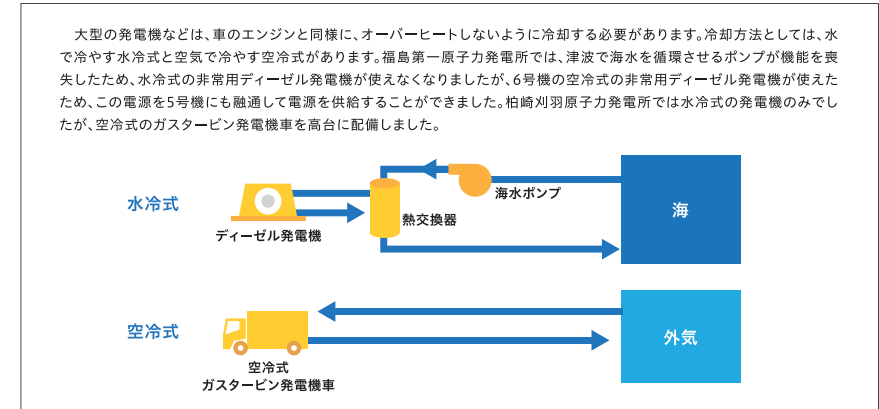 大型の発電機などは、車のエンジンと同様に、オーバーヒートしないように冷却する必要があります。冷却方法としては、水
で冷やす水冷式と空気で冷やす空冷式があります。福島第一原子力発電所では、津波で海水を循環させるポンプが機能を喪
失したため、水冷式の非常用ディーゼル発電機が使えなくなりましたが、6号機の空冷式の非常用ディーゼル発電機が使えた
ため、この電源を5号機にも融通して電源を供給することができました。柏崎刈羽原子力発電所では水冷式の発電機のみでし
たが、空冷式のガスタービン発電機車を高台に配備しました。
水冷式
ディーゼル発電機
熱交換器
海水ポンプ
海
空冷式
空冷式
ガスタービン発電機車
外気